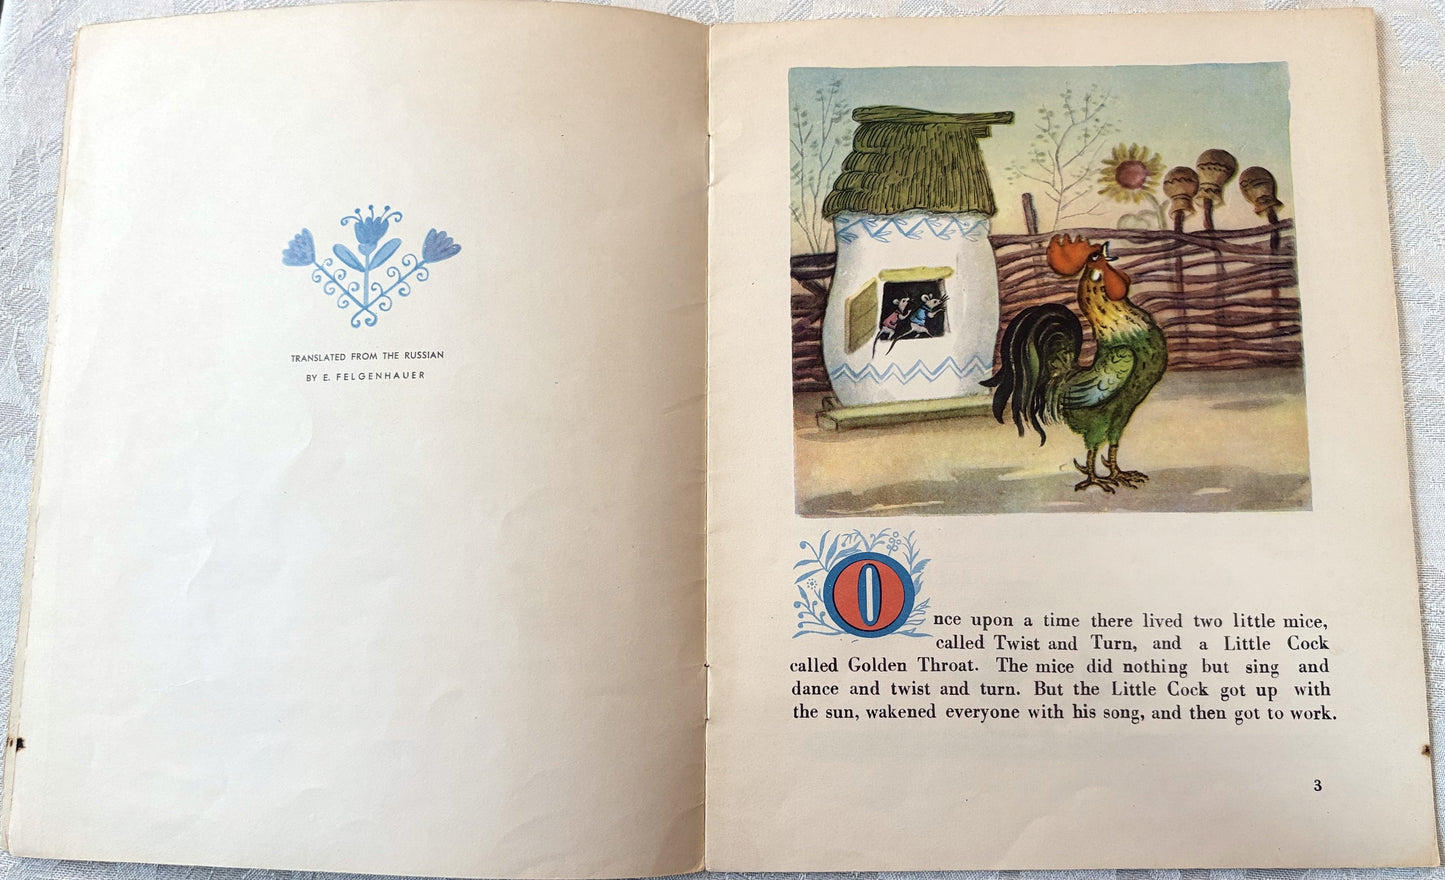 TRANSLATED FROM THE RUSSIAN
BY E. FELGENHAUER
Once upon a time there lived two little mice,
called Twist and Turn, and a Little Cock
called Golden Throat. The mice did nothing but sing and
dance and twist and turn. But the Little Cock got up with
the sun, wakened everyone with his song, and then got to work.
3